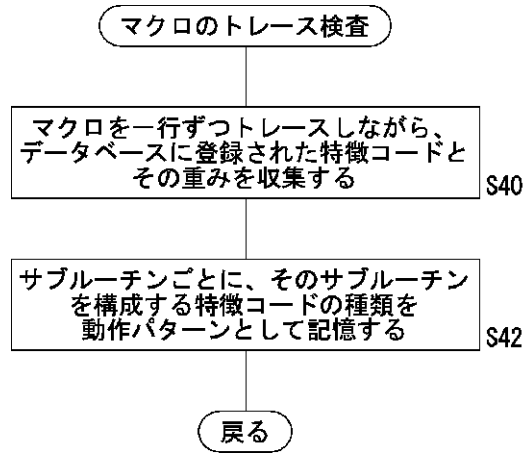 マクロのトレース検査
マクロを一行ずつトレースしながら、
データベースに登録された特徴コードと
その重みを収集する
S40
サブルーチンごとに、そのサブルーチン
を構成する特徴コードの種類を
動作パターンとして記憶する
S42
戻る